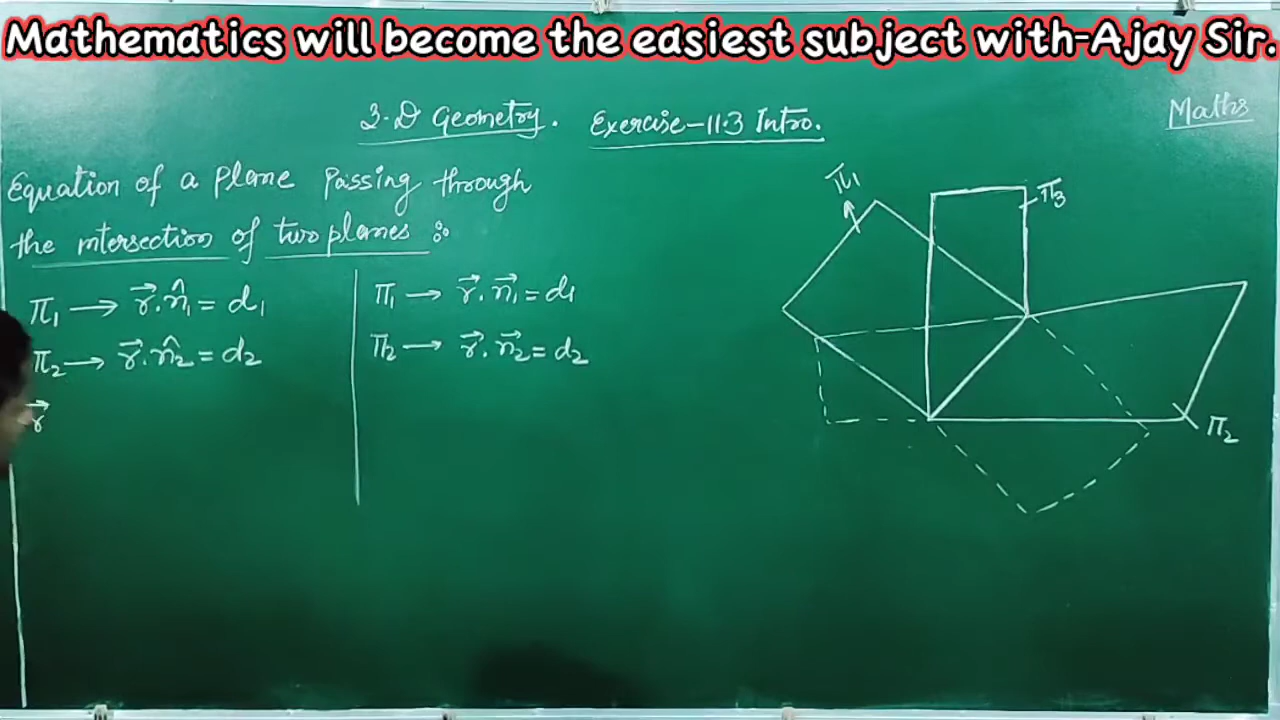 Mathematics will become the easiest subject with-Ajay Sir.
3-D Geometry. Exercise-11.3 Intro.
Maths
Equation of a plane Passing through
the intersection of two planes :
π₁ → r⃗.n̂₁ = d₁
π₂ → r⃗.n̂₂ = d₂
r⃗
π₁ → r⃗.n⃗₁ = d₁
π₂ → r⃗.n⃗₂ = d₂
π₁
π₃
π₂